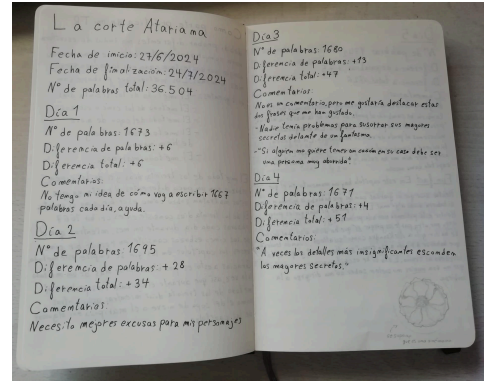 La corte Atariama
Fecha de inicio: 27/6/2024
Fecha de finalización: 24/7/2024
Nº de palabras total: 36.504
Día 1
Nº de palabras: 1673
Diferencia de palabras: +6
Diferencia total: +6
Comentarios:
No tengo ni idea de cómo voy a escribir 1667
palabras cada día, ayuda.
Día 2
Nº de palabras: 1695
Diferencia de palabras: +28
Diferencia total: +34
Comentarios:
Necesito mejores excusas para mis personajes
Día 3
Nº de palabras: 1680
Diferencia de palabras: +13
Diferencia total: +47
Comentarios:
No es un comentario, pero me gustaría destacar estas
dos frases que me han gustado.
-Nadie tenía problemas para susurrar sus mayores
secretos delante de un fantasma.
-"Si alguien no quiere tener un en su casa debe ser
una persona muy aburrida"
Día 4
Nº de palabras: 1671
Diferencia de palabras: +4
Diferencia total: +51
Comentarios:
"A veces los detalles más insignificantes esconden
los mayores secretos."